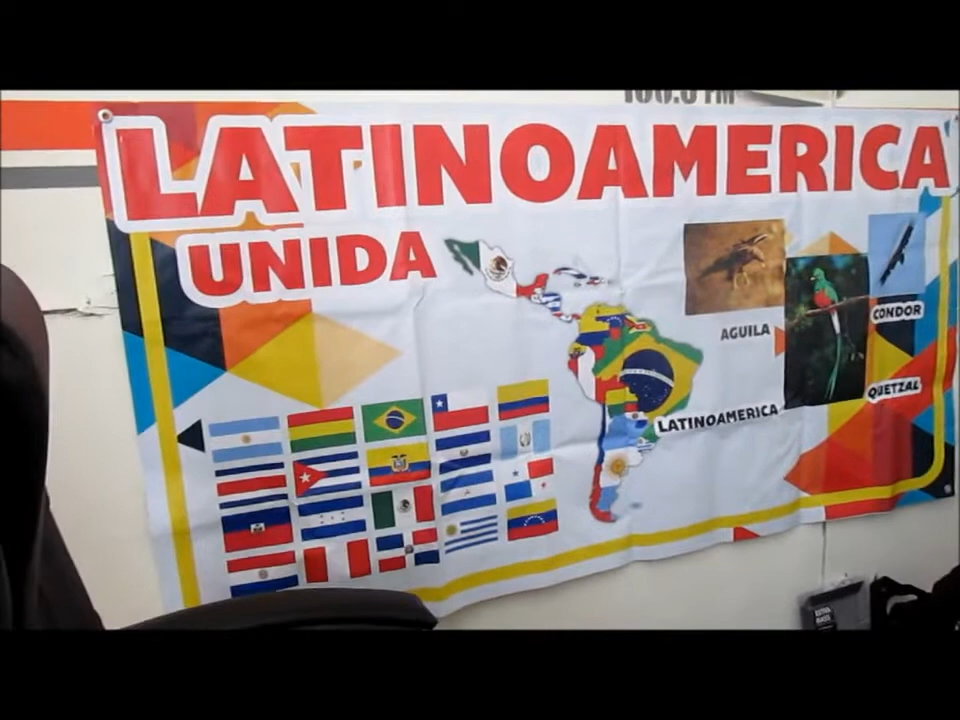 LATINOAMERICA
UNIDA
AGUILA
CONDOR
QUETZAL
LATINOAMERICA